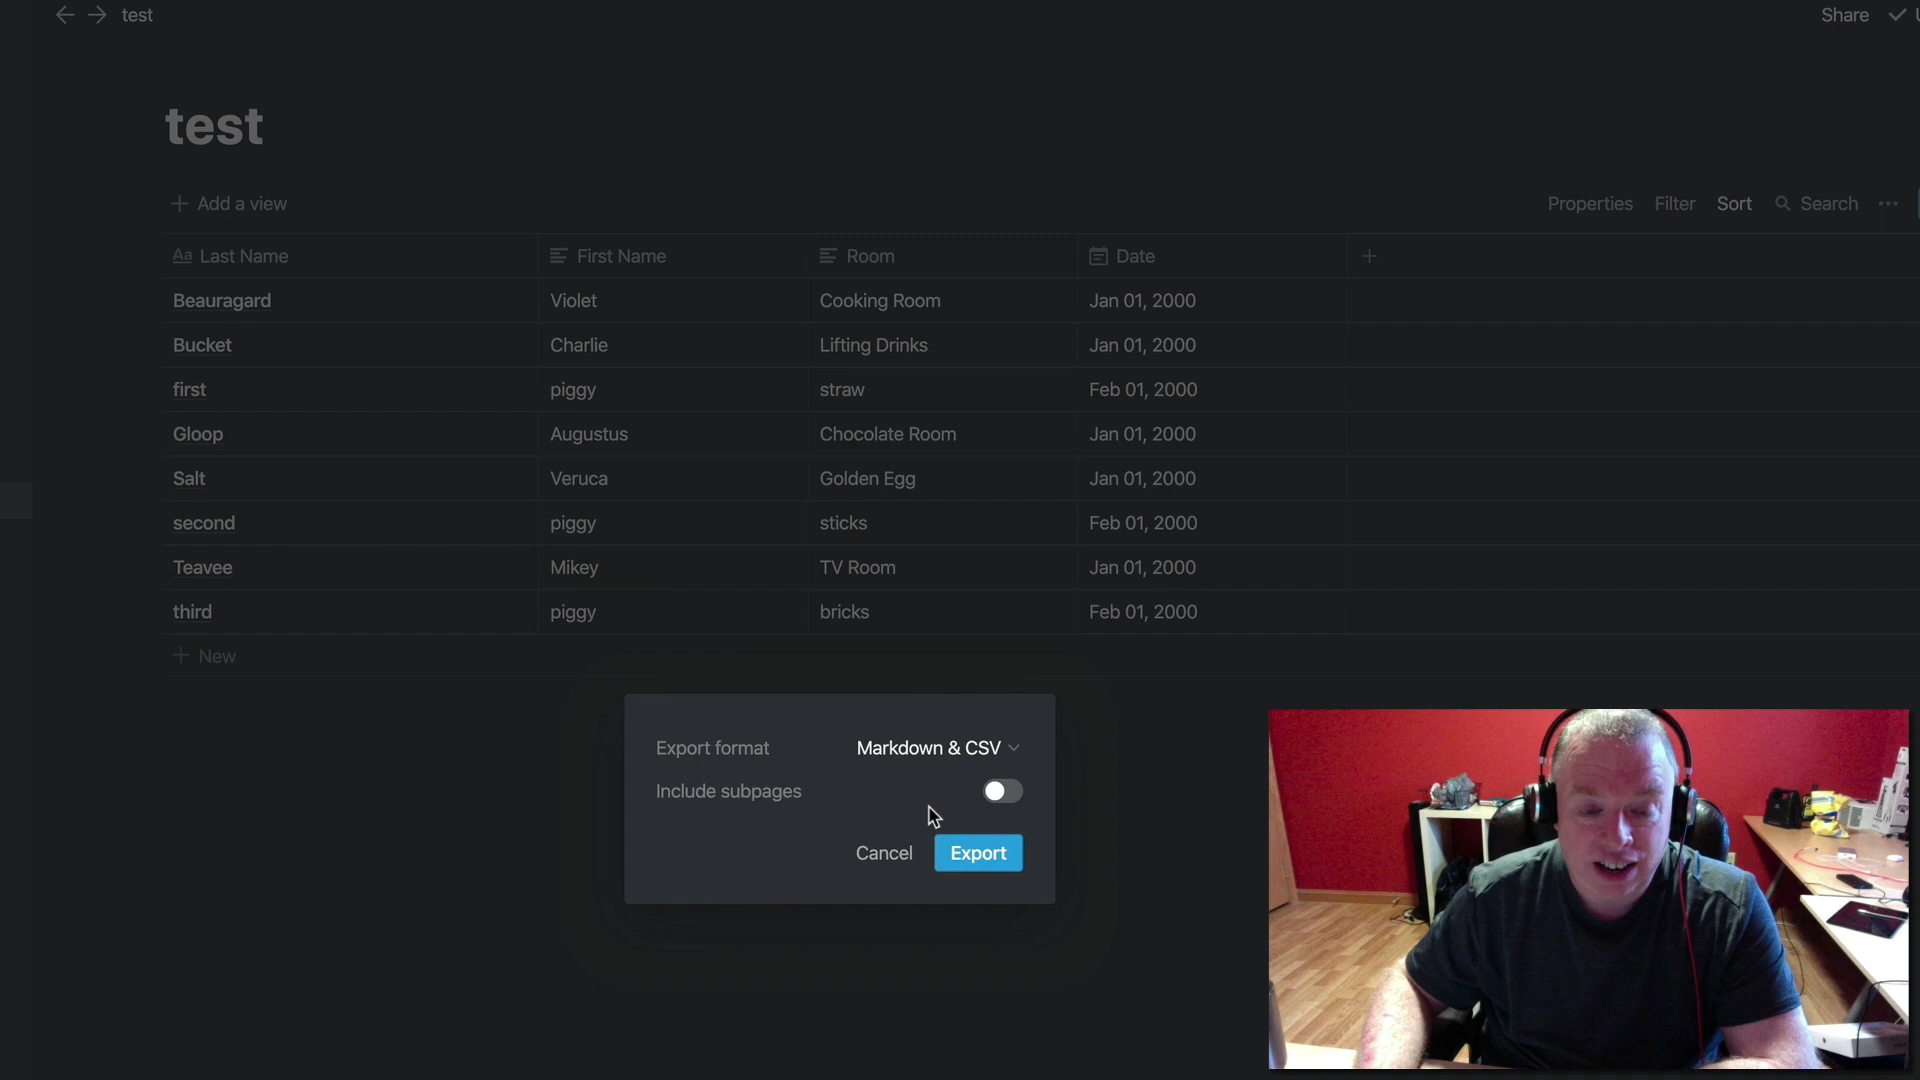 test
Share
test
Add a view
Properties Filter Sort Search
Aa Last Name First Name Room Date
Beauragard Violet Cooking Room Jan 01, 2000
Bucket Charlie Lifting Drinks Jan 01, 2000
first piggy straw Feb 01, 2000
Gloop Augustus Chocolate Room Jan 01, 2000
Salt Veruca Golden Egg Jan 01, 2000
second piggy sticks Feb 01, 2000
Teavee Mikey TV Room Jan 01, 2000
third piggy bricks Feb 01, 2000
New
Export format Markdown & CSV
Include subpages
Cancel Export